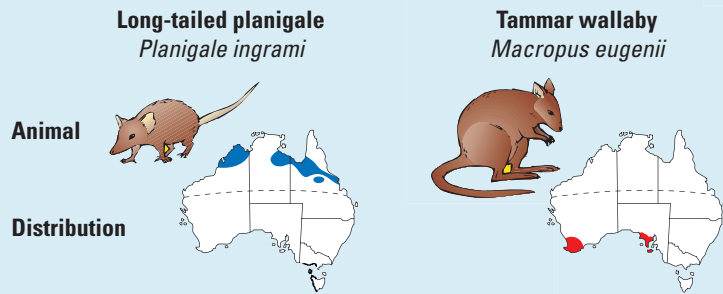 Long-tailed planigale
Planigale ingrami
Tammar wallaby
Macropus eugenii
Animal
Distribution